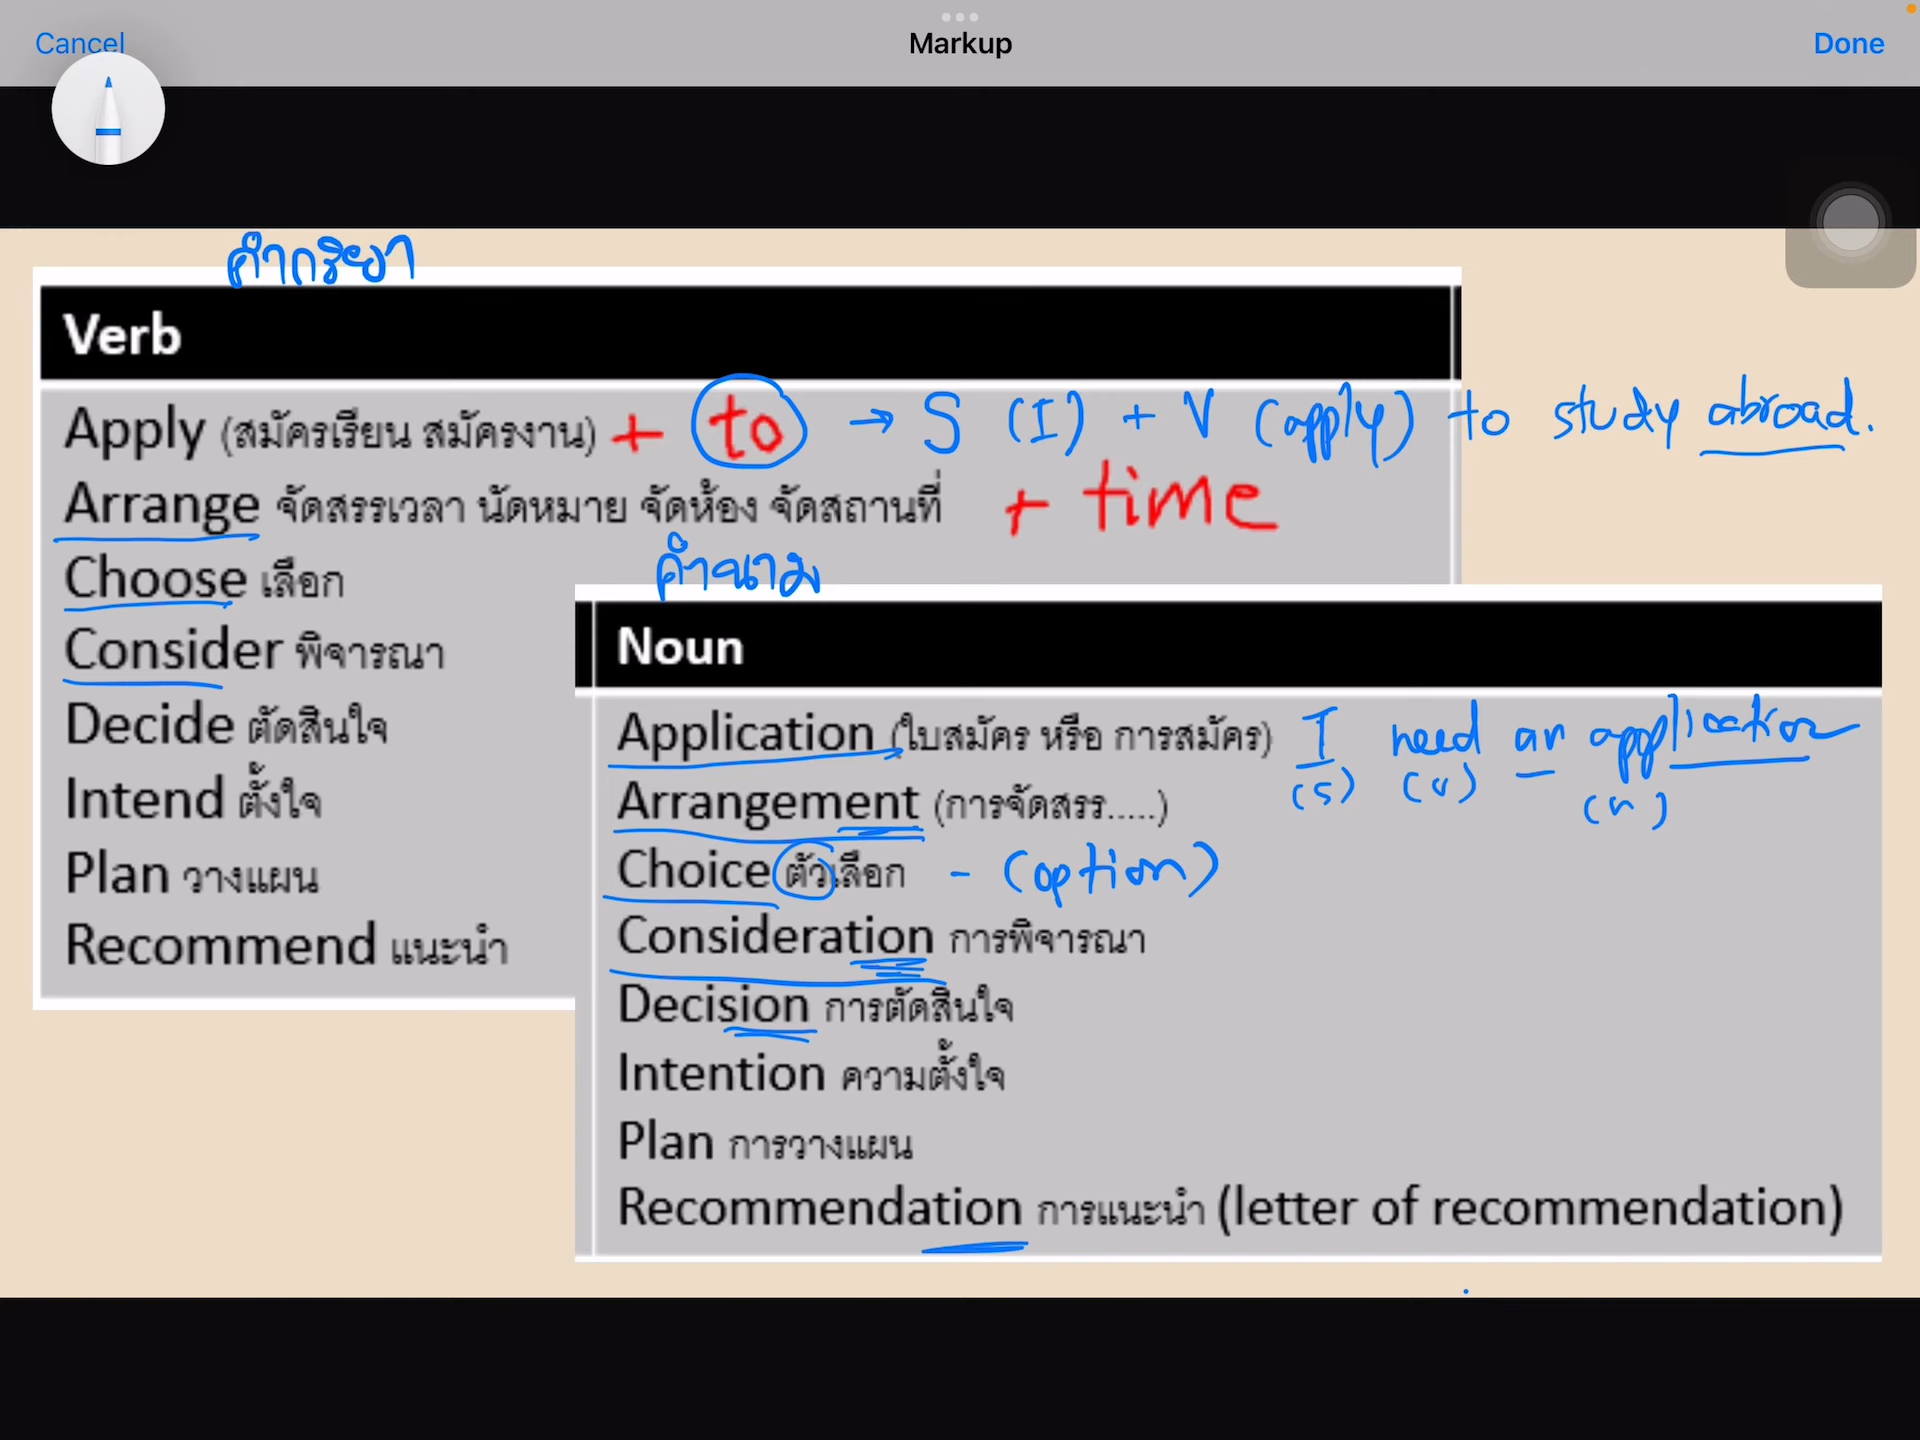 Cancel
Markup
Done
คำกริยา
Verb
Apply (สมัครเรียน สมัครงาน) + to → S (I) + V (apply) to study abroad.
Arrange จัดสรรเวลา นัดหมาย จัดห้อง จัดสถานที่ + time
Choose เลือก
Consider พิจารณา
Decide ตัดสินใจ
Intend ตั้งใจ
Plan วางแผน
Recommend แนะนำ
คำนาม
Noun
Application (ใบสมัคร หรือ การสมัคร) I need an application
(s) (v) (n)
Arrangement (การจัดสรร.....)
Choice ตัวเลือก - (option)
Consideration การพิจารณา
Decision การตัดสินใจ
Intention ความตั้งใจ
Plan การวางแผน
Recommendation การแนะนำ (letter of recommendation)